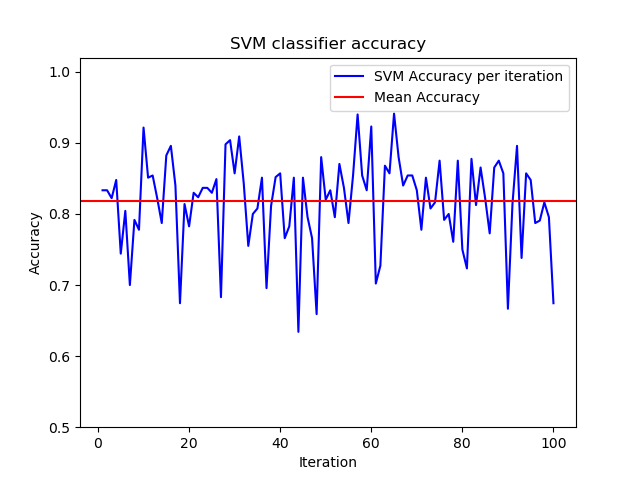 SVM classifier accuracy
SVM Accuracy per iteration
Mean Accuracy
1.0
0.9
0.8
0.7
0.6
0.5
Accuracy
0 20 40 60 80 100
Iteration